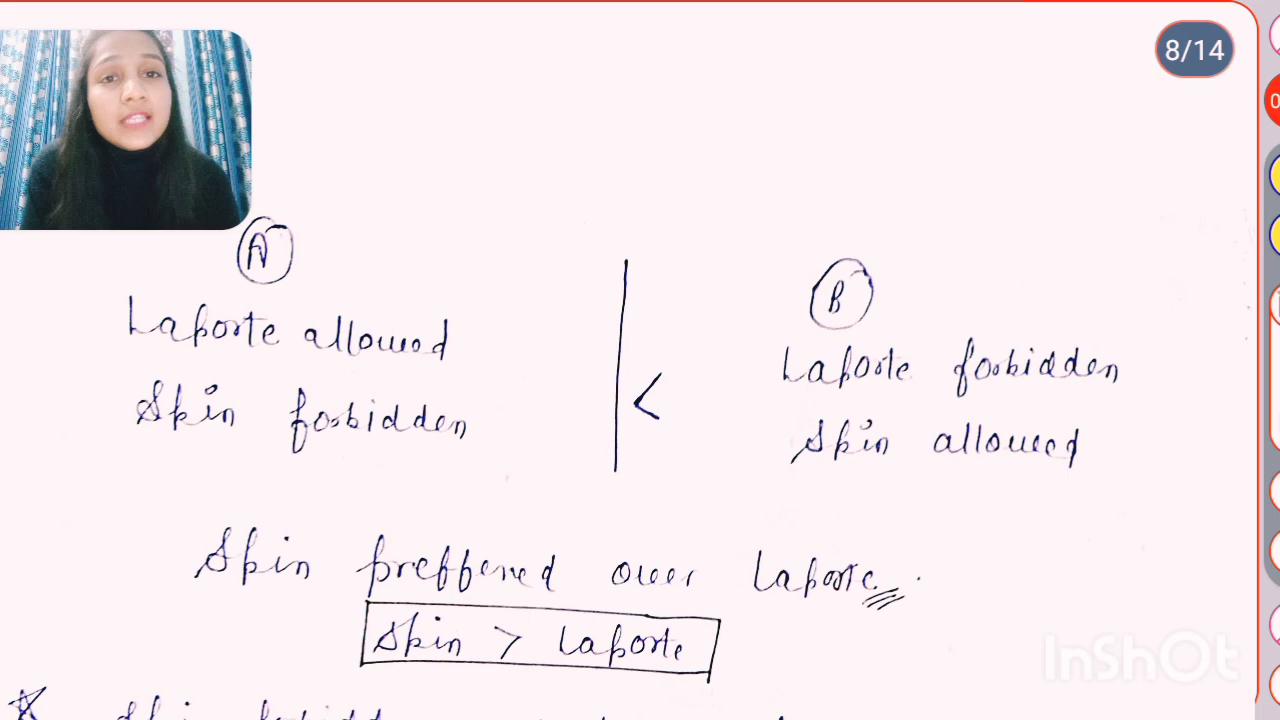 8/14
A
Laporte allowed
Spin forbidden
<
B
Laporte forbidden
Spin allowed
Spin preffered over Laporte.
Spin > Laporte
InShOt